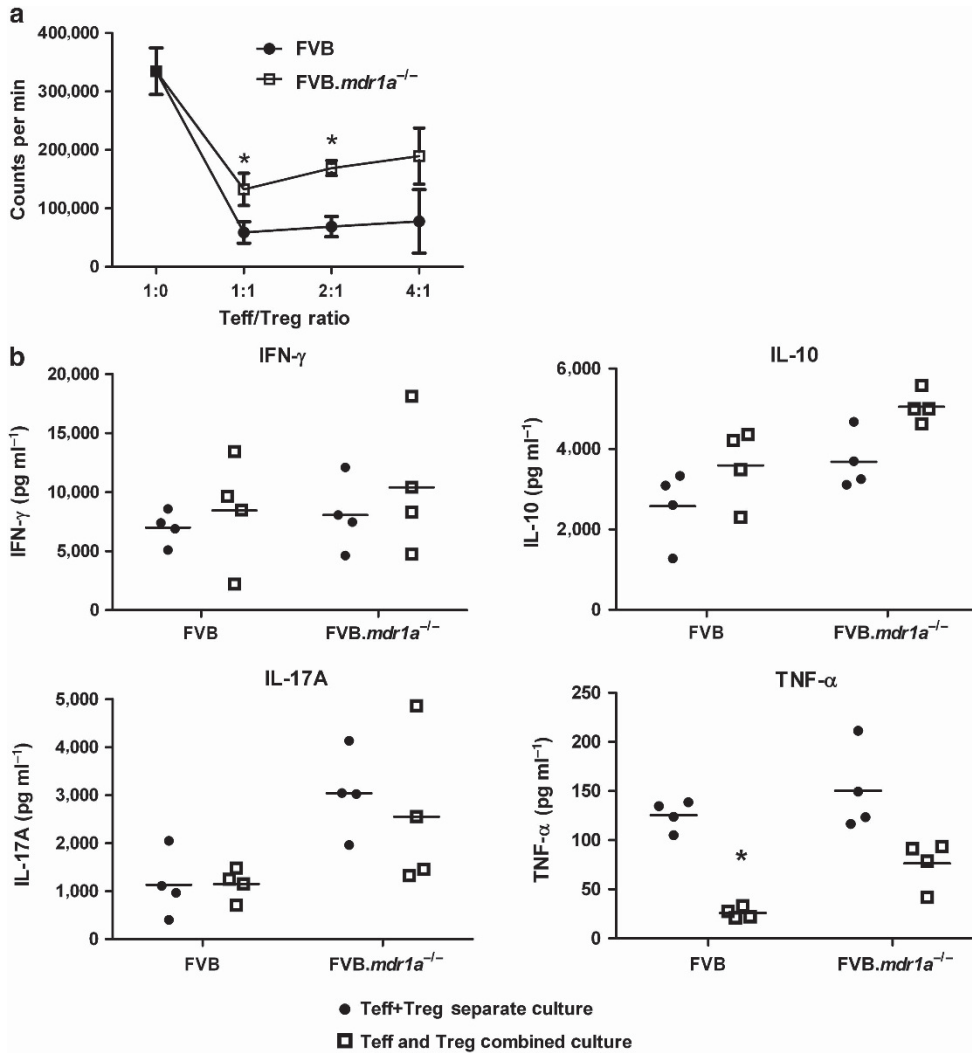 a
400,000
300,000
200,000
100,000
0
Counts per min
FVB
FVB.mdr1a−/−
*
*
1:0 1:1 2:1 4:1
Teff/Treg ratio
b
IFN-γ
20,000
15,000
10,000
5,000
0
IFN-γ (pg ml−1)
FVB FVB.mdr1a−/−
IL-10
6,000
4,000
2,000
0
IL-10 (pg ml−1)
FVB FVB.mdr1a−/−
IL-17A
5,000
4,000
3,000
2,000
1,000
0
IL-17A (pg ml−1)
FVB FVB.mdr1a−/−
TNF-α
250
200
150
100
50
0
TNF-α (pg ml−1)
*
FVB FVB.mdr1a−/−
Teff+Treg separate culture
Teff and Treg combined culture